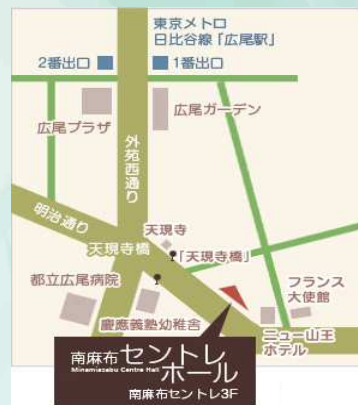 東京メトロ
日比谷線「広尾駅」
2番出口
1番出口
広尾ガーデン
広尾プラザ
外苑西通り
明治通り
天現寺
天現寺橋
「天現寺橋」
都立広尾病院
フランス
大使館
慶應義塾幼稚舎
ニュー山王
ホテル
南麻布セントレ
Minamiazabu Centre Hall
ホール
南麻布セントレ3F